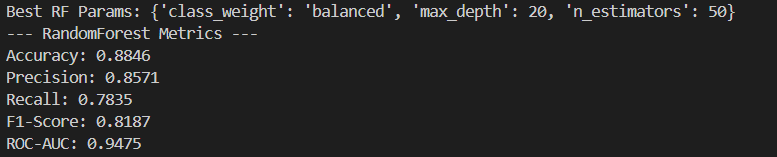 Best RF Params: {'class_weight': 'balanced', 'max_depth': 20, 'n_estimators': 50}
--- RandomForest Metrics ---
Accuracy: 0.8846
Precision: 0.8571
Recall: 0.7835
F1-Score: 0.8187
ROC-AUC: 0.9475